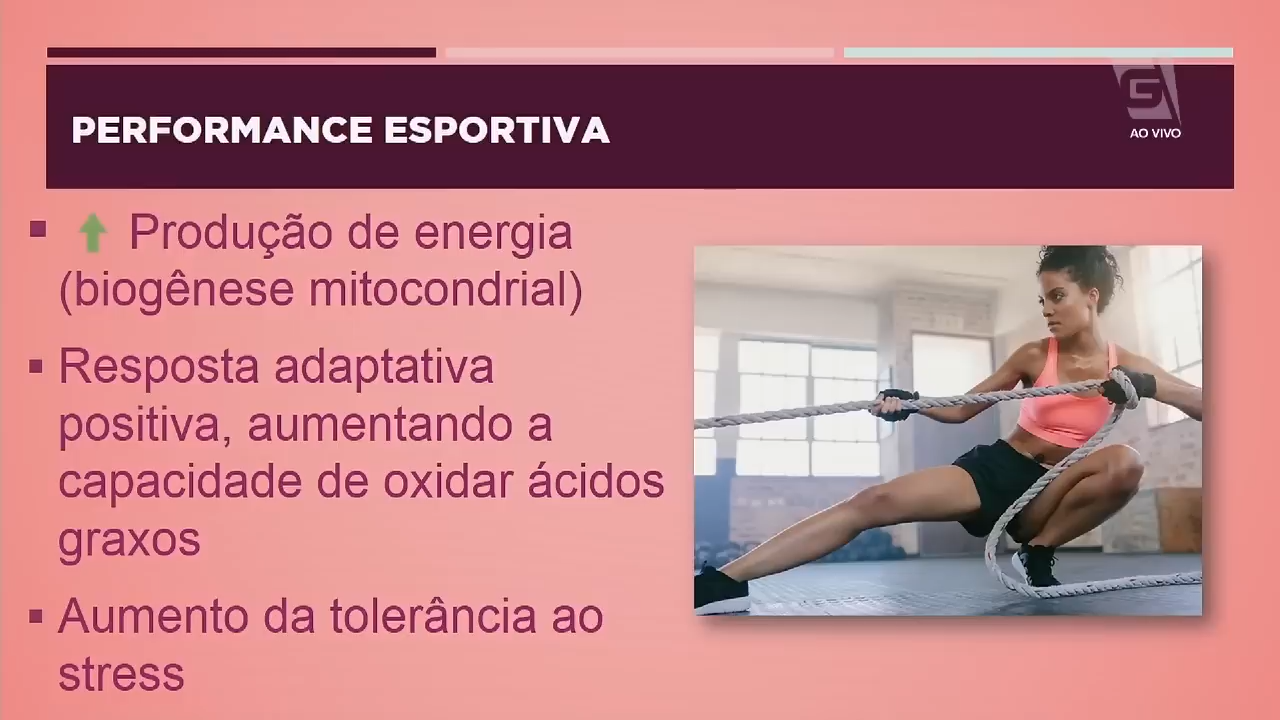 PERFORMANCE ESPORTIVA
AO VIVO
Produção de energia
(biogênese mitocondrial)
Resposta adaptativa
positiva, aumentando a
capacidade de oxidar ácidos
graxos
Aumento da tolerância ao
stress